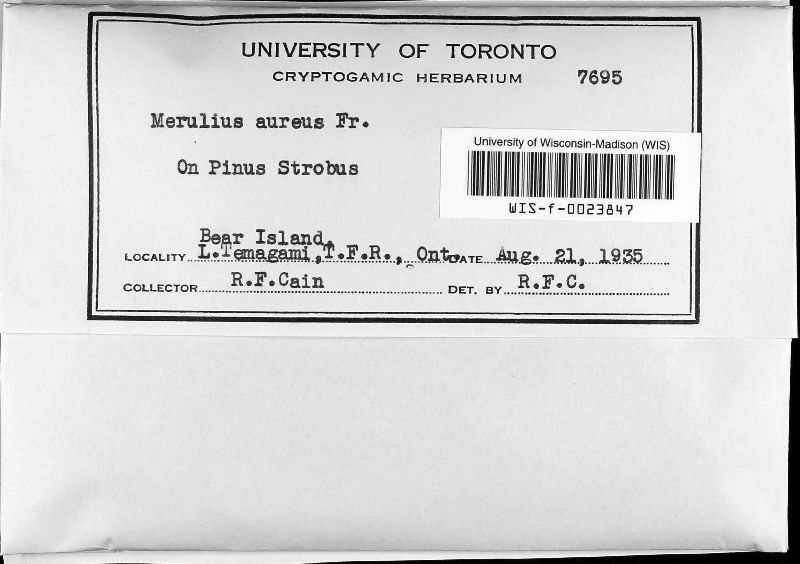 UNIVERSITY OF TORONTO
CRYPTOGAMIC HERBARIUM 7695
Merulius aureus Fr.
On Pinus Strobus
University of Wisconsin-Madison (WIS)
WIS-f-0023847
Bear Island,
LOCALITY L.Temagami,T.F.R., Ont. DATE Aug. 21, 1935
COLLECTOR R.F.Cain DET. BY R.F.C.